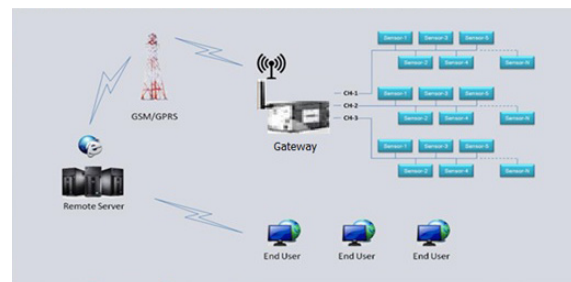 Sensor-1 Sensor-3 Sensor-5
Sensor-2 Sensor-4 Sensor-N
CH-1
Sensor-1 Sensor-3 Sensor-5
CH-2
Sensor-2 Sensor-4 Sensor-N
CH-3
Sensor-1 Sensor-3 Sensor-5
Sensor-2 Sensor-4 Sensor-N
GSM/GPRS
Gateway
Remote Server
End User End User End User